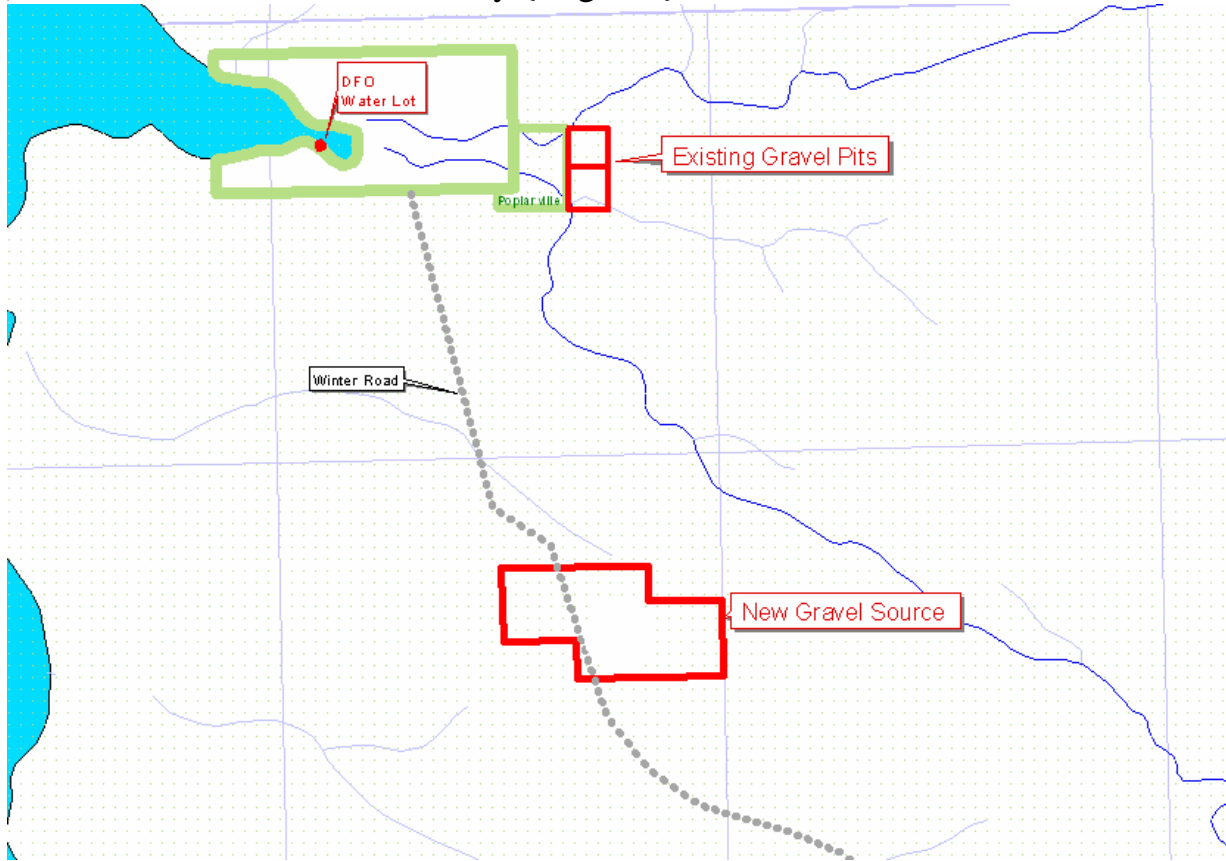 DFO
Water Lot
Existing Gravel Pits
Poplarville
Winter Road
New Gravel Source